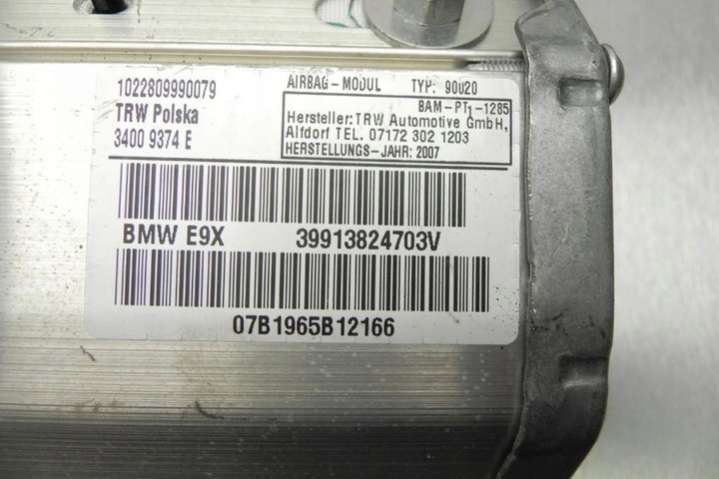 1022809990079
TRW Polska
3400 9374 E
AIRBAG-MODUL TYP: 90020
BAM-PT1-1285
Hersteller: TRW Automotive GmbH,
Alfdorf TEL. 07172 302 1203
HERSTELLUNGS-JAHR: 2007
BMW E9X 39913824703V
07B1965B12166